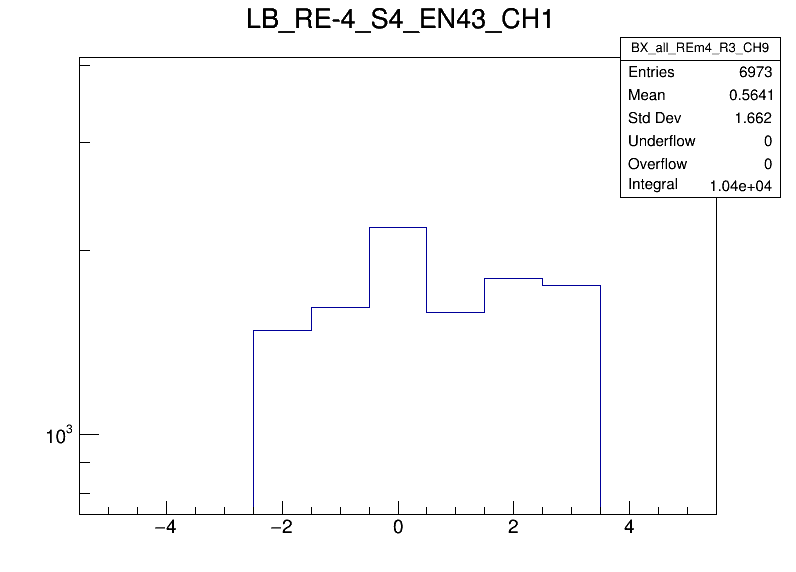 LB_RE-4_S4_EN43_CH1
BX_all_REm4_R3_CH9
Entries 6973
Mean 0.5641
Std Dev 1.662
Underflow 0
Overflow 0
Integral 1.04e+04
10³
−4 −2 0 2 4